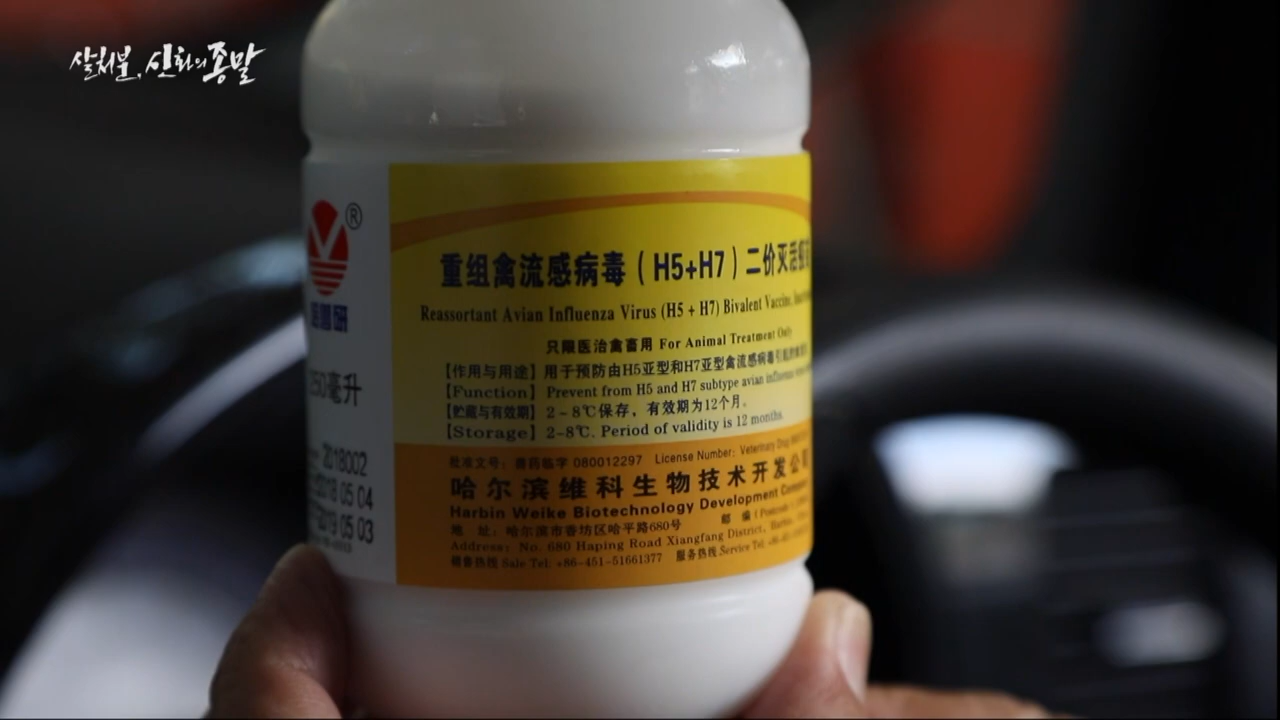 살처분, 신화의 종말
®
250毫升
2018002
2018 05 04
2019 05 03
重组禽流感病毒（H5+H7）二价灭活疫苗
Reassortant Avian Influenza Virus (H5 + H7) Bivalent Vaccine,
只限医治禽畜用 For Animal Treatment Only
【作用与用途】用于预防由H5亚型和H7亚型禽流感病毒引起的
【Function】 Prevent from H5 and H7 subtype avian influenza
【贮藏与有效期】2～8℃保存，有效期为12个月。
【Storage】 2-8℃. Period of validity is 12 months.
批准文号：兽药临字 080012297 License Number: Veterinary Drug
哈尔滨维科生物技术开发公司
Harbin Weike Biotechnology Development Company
地 址：哈尔滨市香坊区哈平路680号 邮 编 (Postcode):
Address: No. 680 Haping Road Xiangfang District, Harbin,
销售热线 Sale Tel: +86-451-51661377 服务热线 Service Tel: +86-451